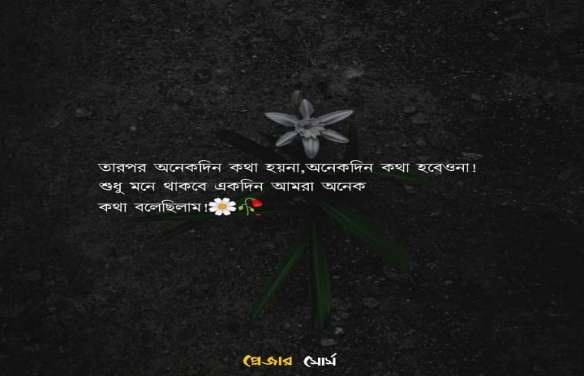 তারপর অনেকদিন কথা হয়না,অনেকদিন কথা হবেওনা!
শুধু মনে থাকবে একদিন আমরা অনেক
কথা বলেছিলাম!🌼🥀
প্রেজার মোর্স